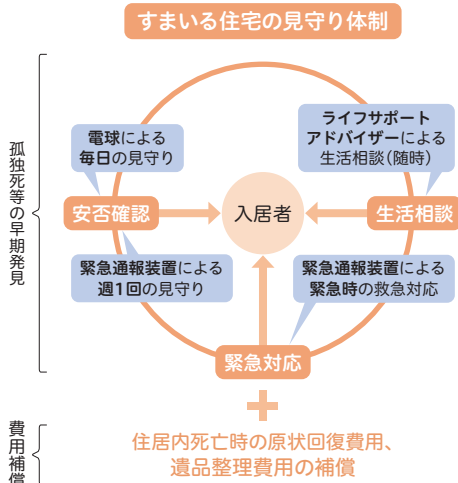 すまいる住宅の見守り体制
孤独死等の早期発見
電球による
毎日の見守り
ライフサポート
アドバイザーによる
生活相談(随時)
安否確認
入居者
生活相談
緊急通報装置による
週1回の見守り
緊急通報装置による
緊急時の救急対応
緊急対応
＋
費用補償
住居内死亡時の原状回復費用、
遺品整理費用の補償